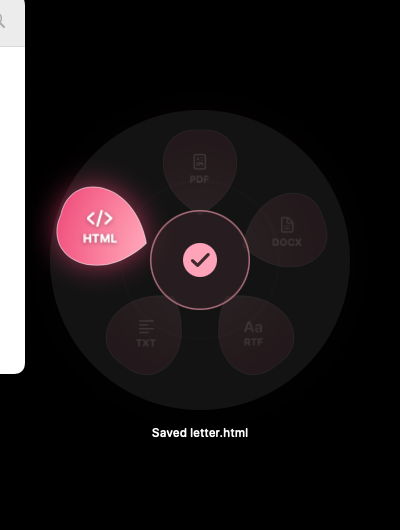 PDF
</> HTML
DOCX
TXT
Aa
RTF
Saved letter.html